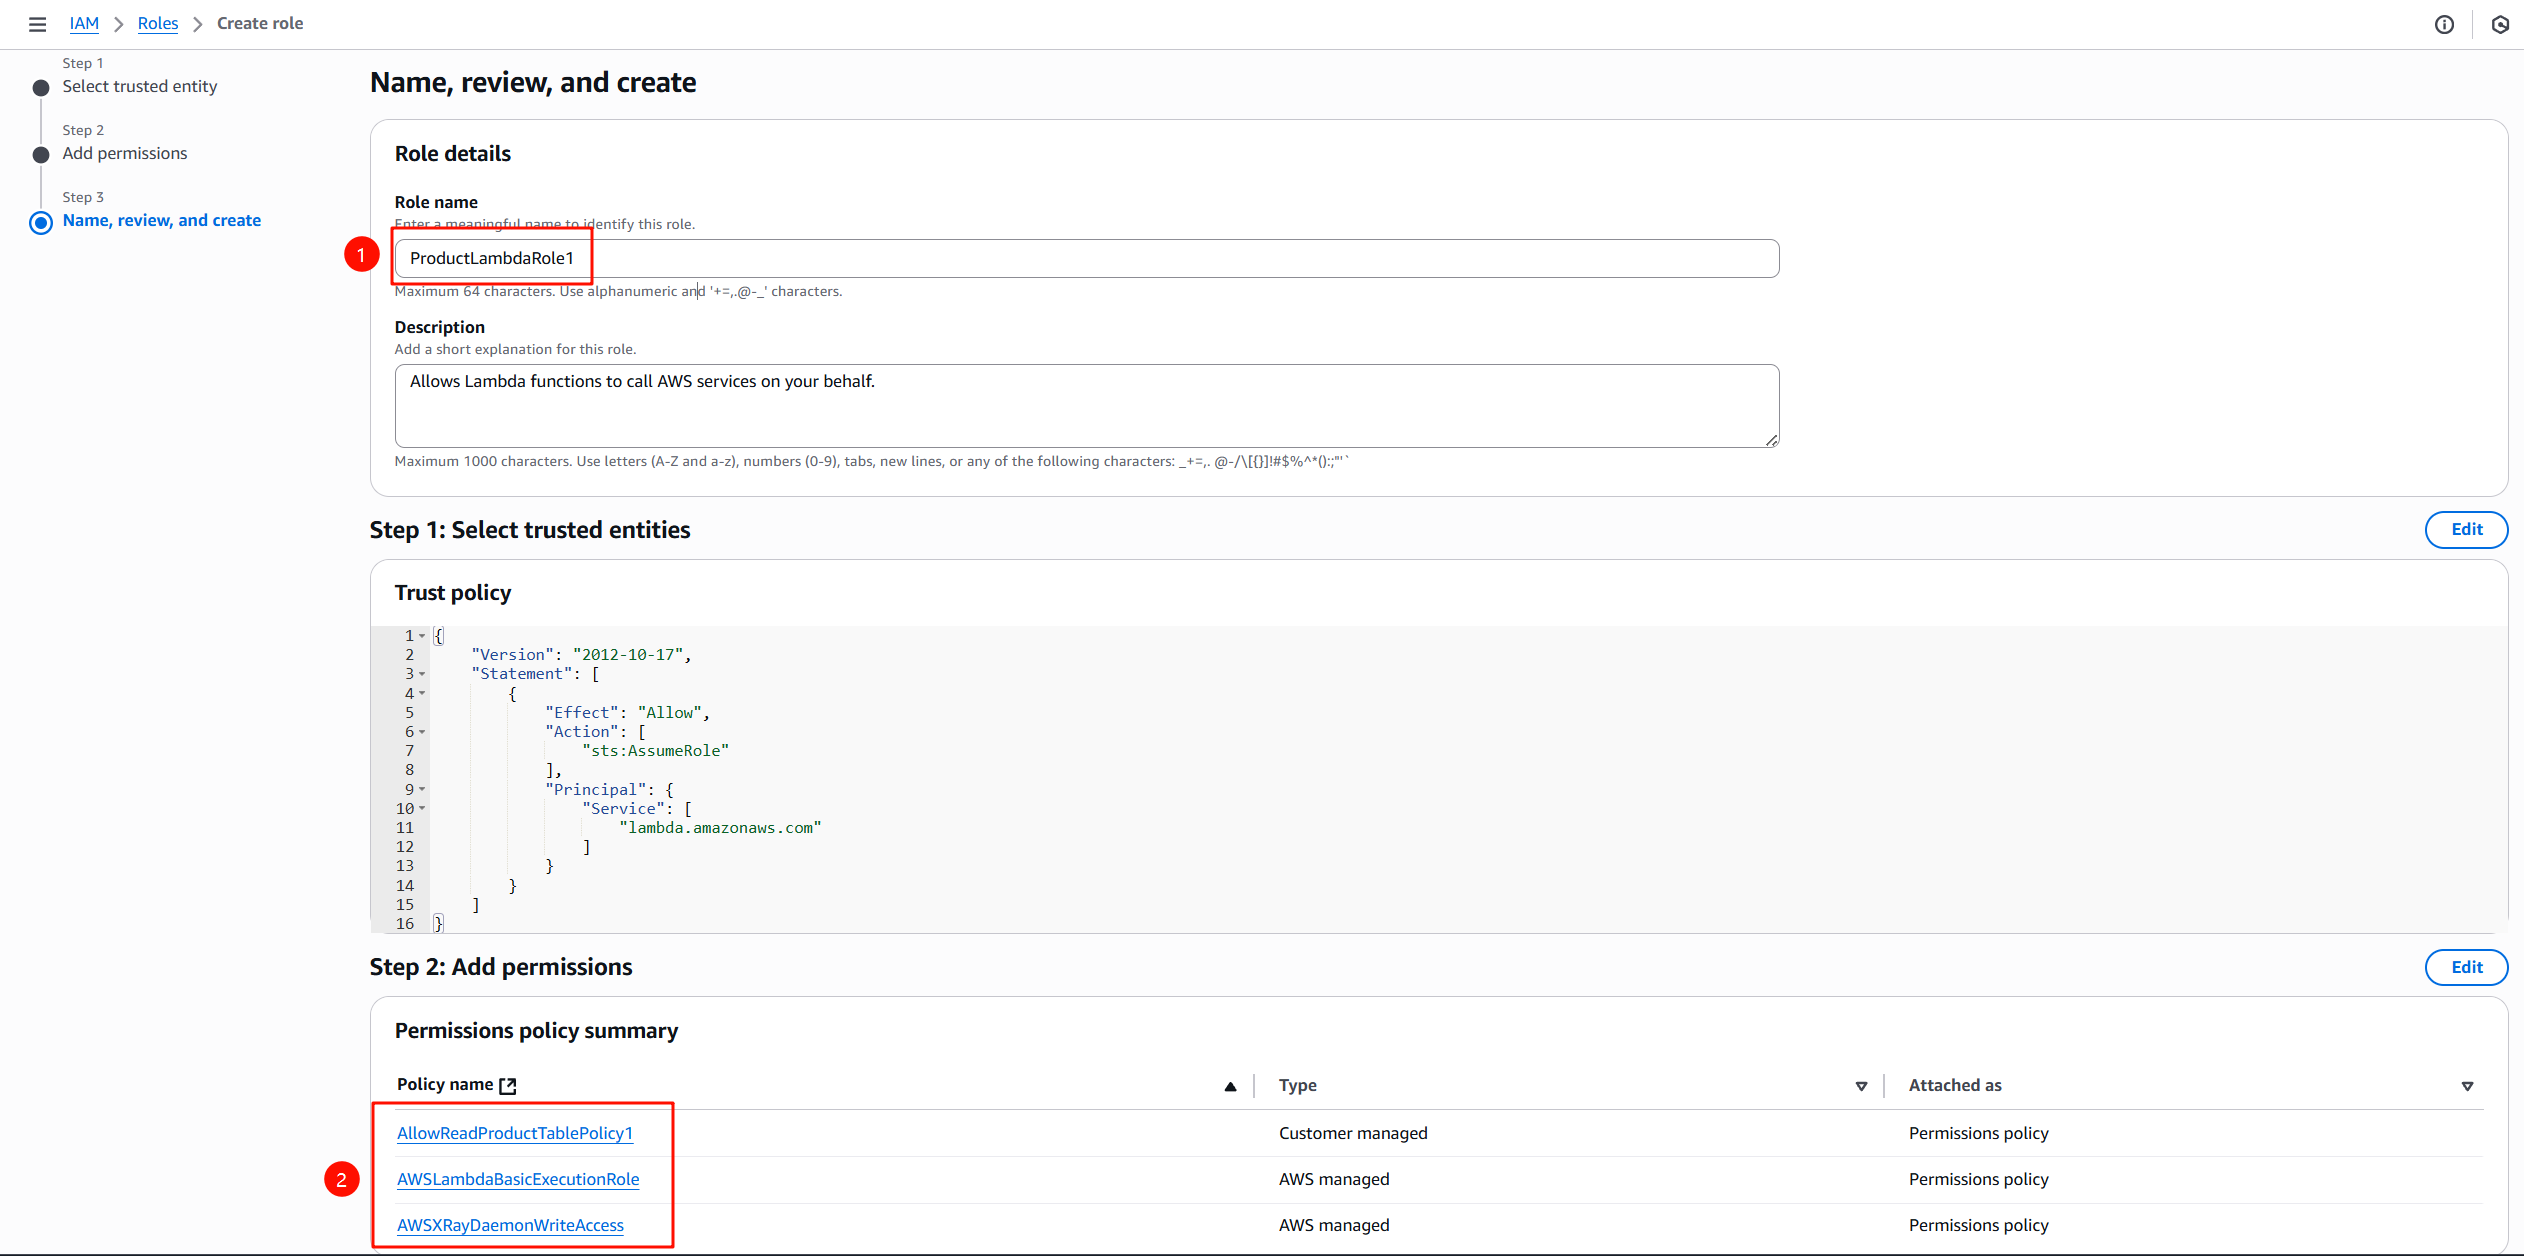 IAM > Roles > Create role
Step 1
Select trusted entity
Step 2
Add permissions
Step 3
Name, review, and create
Name, review, and create
Role details
Role name
Enter a meaningful name to identify this role.
1
ProductLambdaRole1
Maximum 64 characters. Use alphanumeric and '+=,.@-_' characters.
Description
Add a short explanation for this role.
Allows Lambda functions to call AWS services on your behalf.
Maximum 1000 characters. Use letters (A-Z and a-z), numbers (0-9), tabs, new lines, or any of the following characters: _+=,. @-/\[{}]!#$%^*();:"'`
Step 1: Select trusted entities
Edit
Trust policy
1 {
2     "Version": "2012-10-17",
3     "Statement": [
4         {
5             "Effect": "Allow",
6             "Action": [
7                 "sts:AssumeRole"
8             ],
9             "Principal": {
10                 "Service": [
11                     "lambda.amazonaws.com"
12                 ]
13             }
14         }
15     ]
16 }
Step 2: Add permissions
Edit
Permissions policy summary
Policy name Type Attached as
AllowReadProductTablePolicy1 Customer managed Permissions policy
2
AWSLambdaBasicExecutionRole AWS managed Permissions policy
AWSXRayDaemonWriteAccess AWS managed Permissions policy